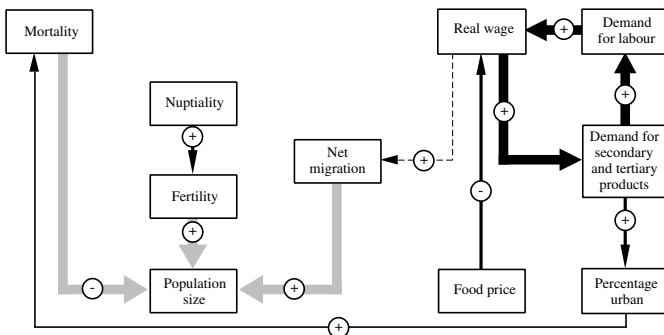 Mortality
Real wage
+
Demand
for labour
Nuptiality
+
+
+
Net
migration
+
Demand for
secondary
and tertiary
products
Fertility
-
+
+
Population
size
-
+
Food price
Percentage
urban
+